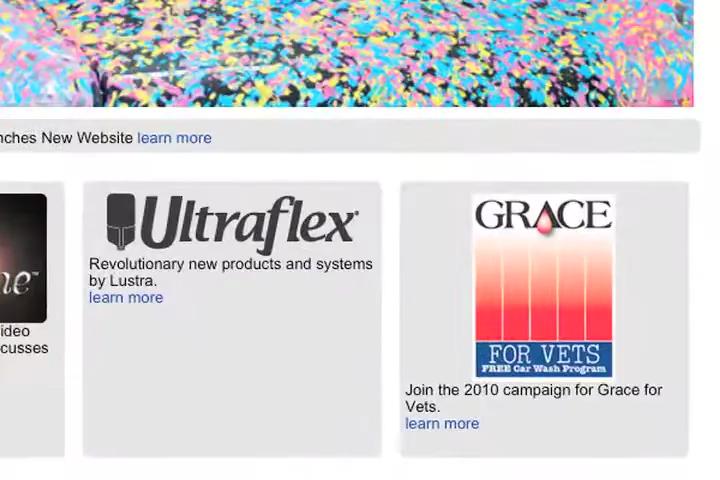 nches New Website learn more
ne™
ideo
cusses
Ultraflex
Revolutionary new products and systems
by Lustra.
learn more
GRACE
FOR VETS
FREE Car Wash Program
Join the 2010 campaign for Grace for
Vets.
learn more